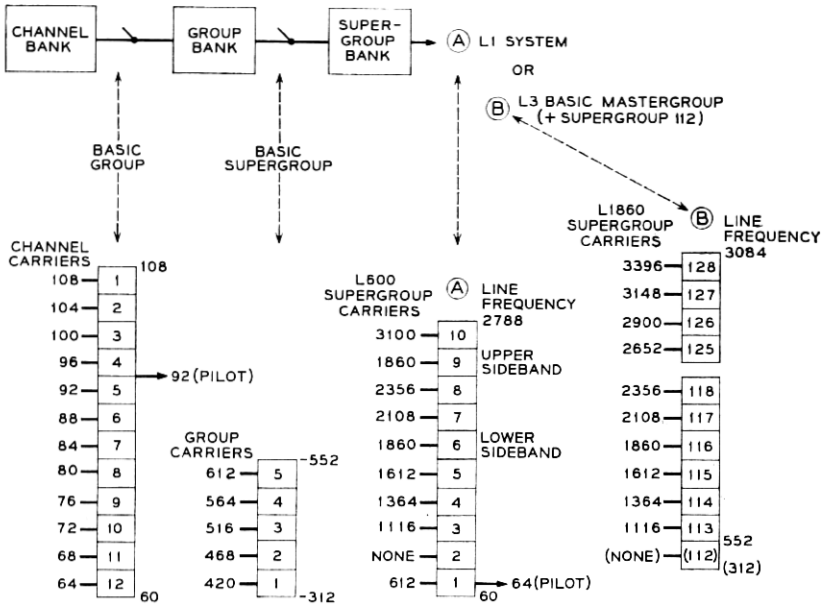 CHANNEL
BANK
GROUP
BANK
SUPER-
GROUP
BANK
A L1 SYSTEM
OR
B L3 BASIC MASTERGROUP
(+ SUPERGROUP 112)
BASIC
GROUP
BASIC
SUPERGROUP
CHANNEL
CARRIERS
108
108 1
104 2
100 3
96 4
92 (PILOT)
92 5
88 6
84 7
80 8
76 9
72 10
68 11
64 12
60
GROUP
CARRIERS
-552
612 5
564 4
516 3
468 2
420 1
-312
L600
SUPERGROUP
CARRIERS
A LINE
FREQUENCY
2788
3100 10
1860 9 UPPER
SIDEBAND
2356 8
2108 7
1860 6 LOWER
SIDEBAND
1612 5
1364 4
1116 3
NONE 2
612 1 64 (PILOT)
60
L1860
SUPERGROUP
CARRIERS
B LINE
FREQUENCY
3084
3396 128
3148 127
2900 126
2652 125
2356 118
2108 117
1860 116
1612 115
1364 114
1116 113
552
(NONE) (112)
(312)